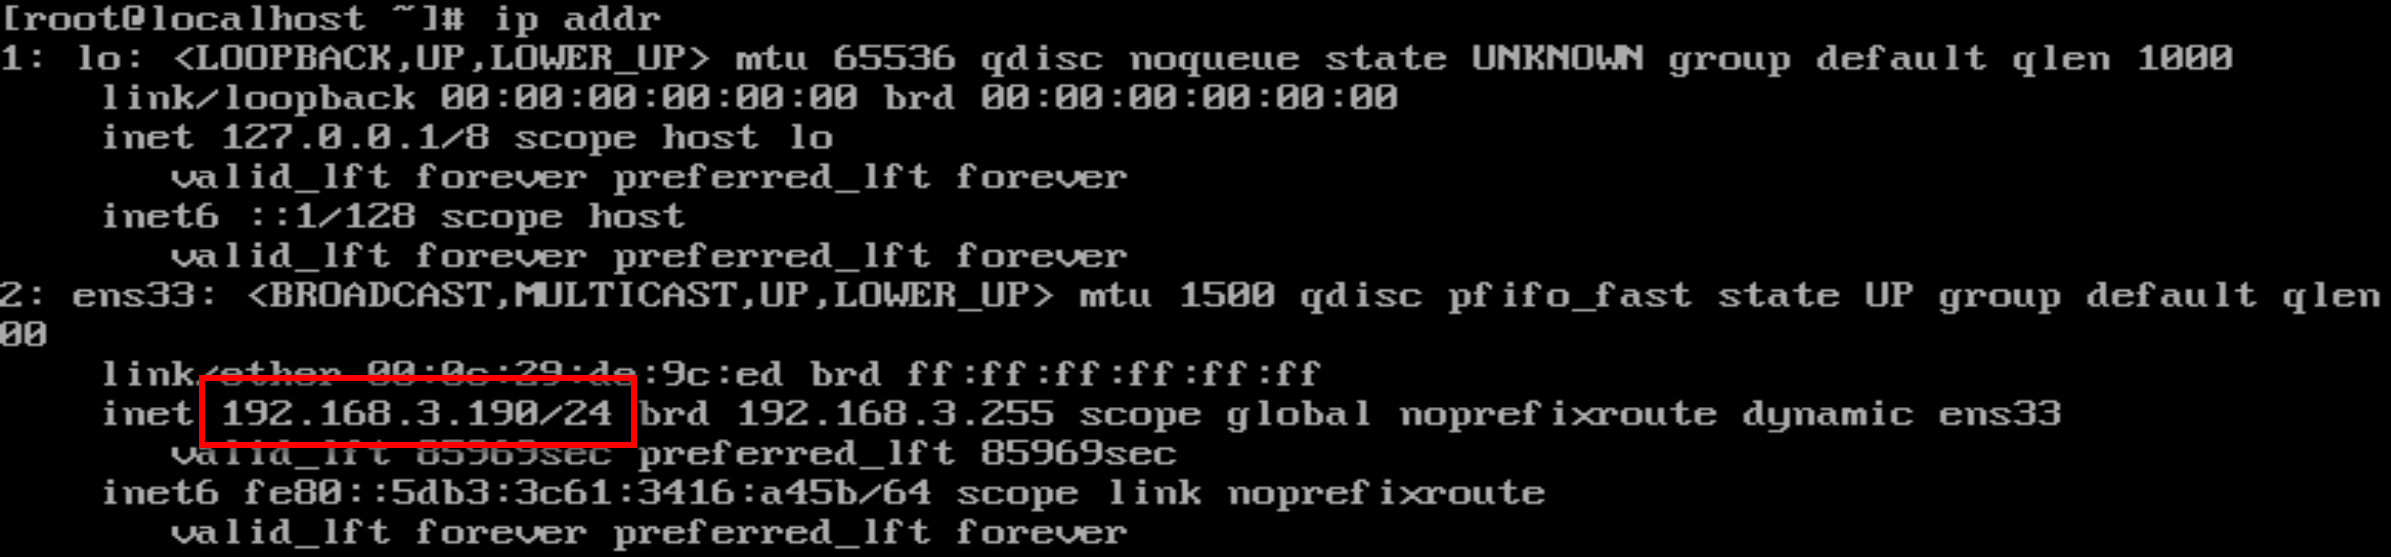 [root@localhost ~]# ip addr
1: lo: <LOOPBACK,UP,LOWER_UP> mtu 65536 qdisc noqueue state UNKNOWN group default qlen 1000
link/loopback 00:00:00:00:00:00 brd 00:00:00:00:00:00
inet 127.0.0.1/8 scope host lo
valid_lft forever preferred_lft forever
inet6 ::1/128 scope host
valid_lft forever preferred_lft forever
2: ens33: <BROADCAST,MULTICAST,UP,LOWER_UP> mtu 1500 qdisc pfifo_fast state UP group default qlen
00
link/ether 00:0c:29:de:9c:ed brd ff:ff:ff:ff:ff:ff
inet 192.168.3.190/24 brd 192.168.3.255 scope global noprefixroute dynamic ens33
valid_lft 85969sec preferred_lft 85969sec
inet6 fe80::5db3:3c61:3416:a45b/64 scope link noprefixroute
valid_lft forever preferred_lft forever